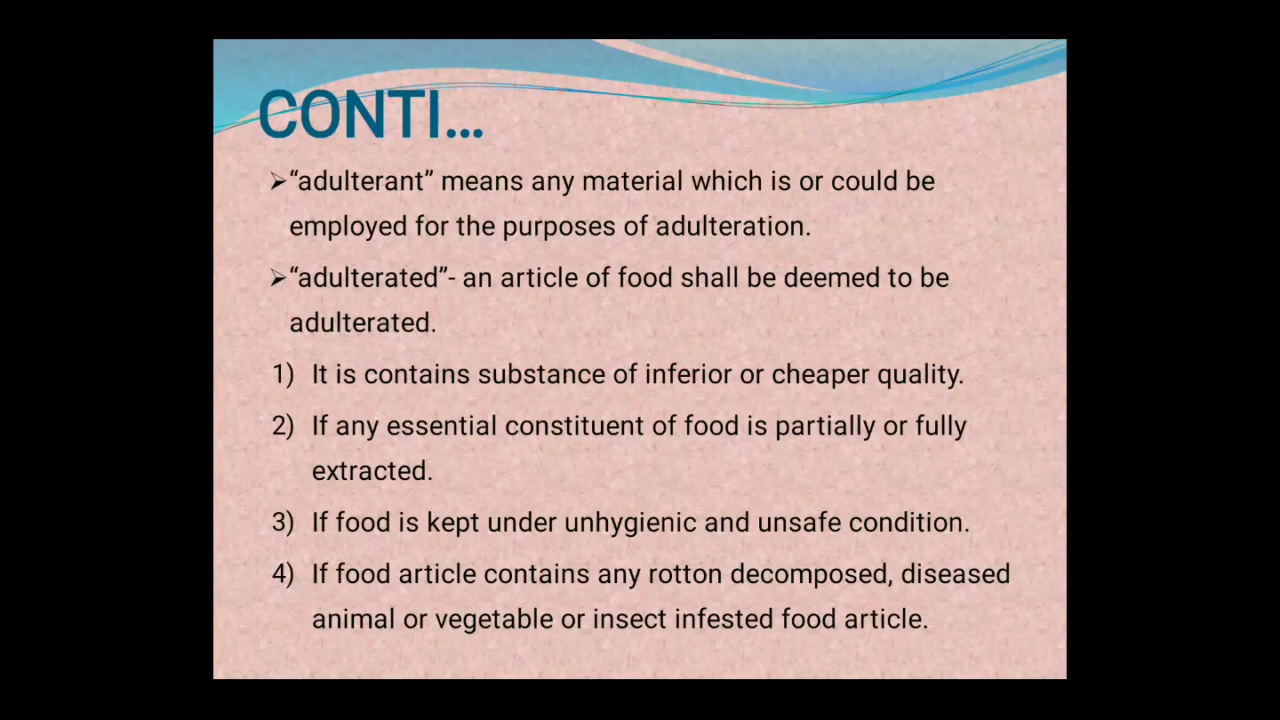 CONTI...
➢“adulterant” means any material which is or could be
employed for the purposes of adulteration.
➢“adulterated”- an article of food shall be deemed to be
adulterated.
1) It is contains substance of inferior or cheaper quality.
2) If any essential constituent of food is partially or fully
extracted.
3) If food is kept under unhygienic and unsafe condition.
4) If food article contains any rotton decomposed, diseased
animal or vegetable or insect infested food article.